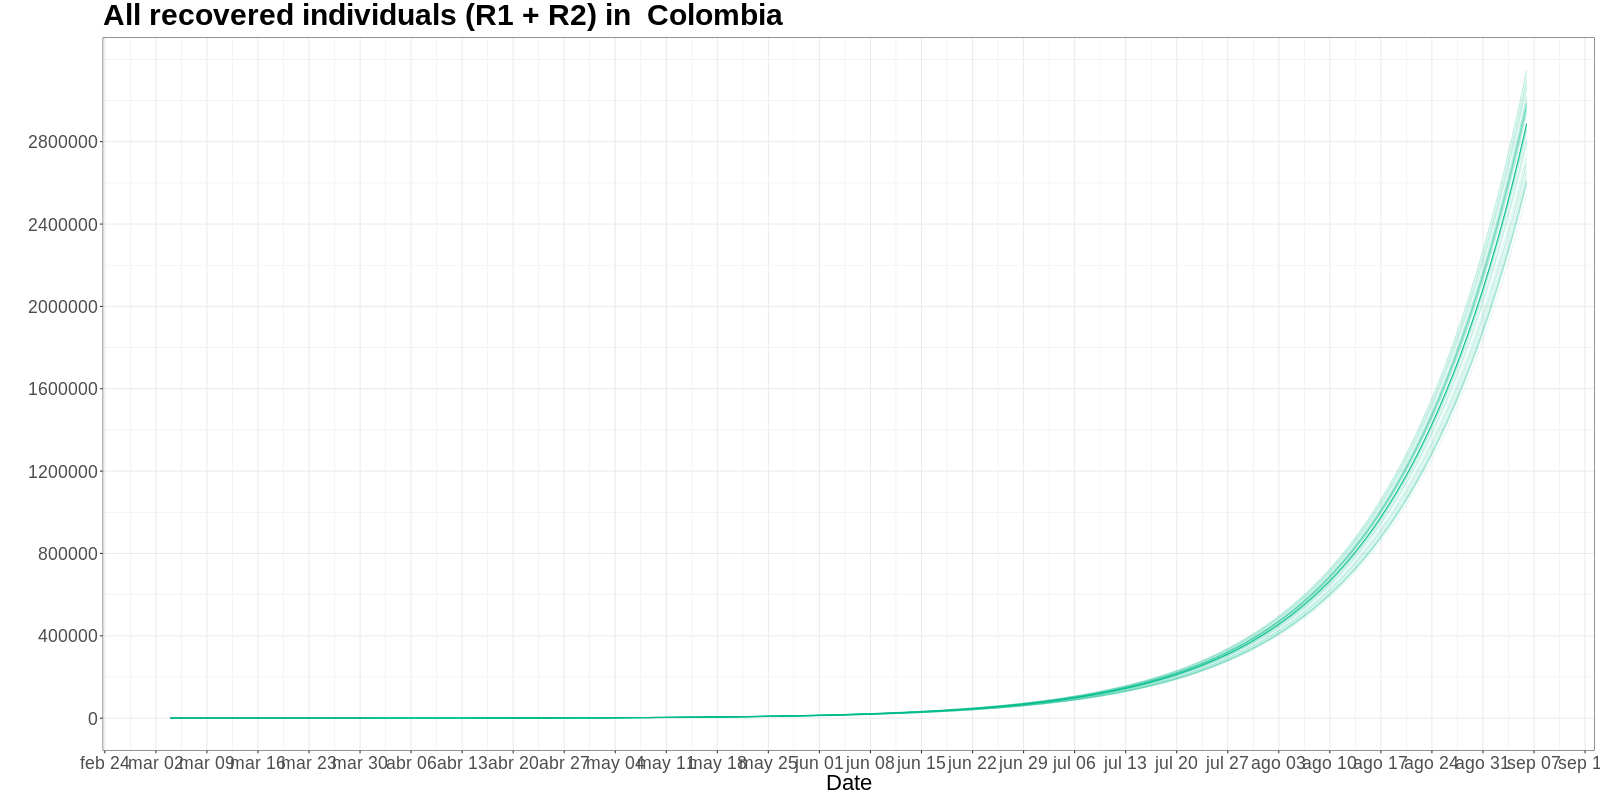 All recovered individuals (R1 + R2) in  Colombia
2800000
2400000
2000000
1600000
1200000
800000
400000
0
feb 24 mar 02 mar 09 mar 16 mar 23 mar 30 abr 06 abr 13 abr 20 abr 27 may 04 may 11 may 18 may 25 jun 01 jun 08 jun 15 jun 22 jun 29 jul 06 jul 13 jul 20 jul 27 ago 03 ago 10 ago 17 ago 24 ago 31 sep 07 sep 1
Date